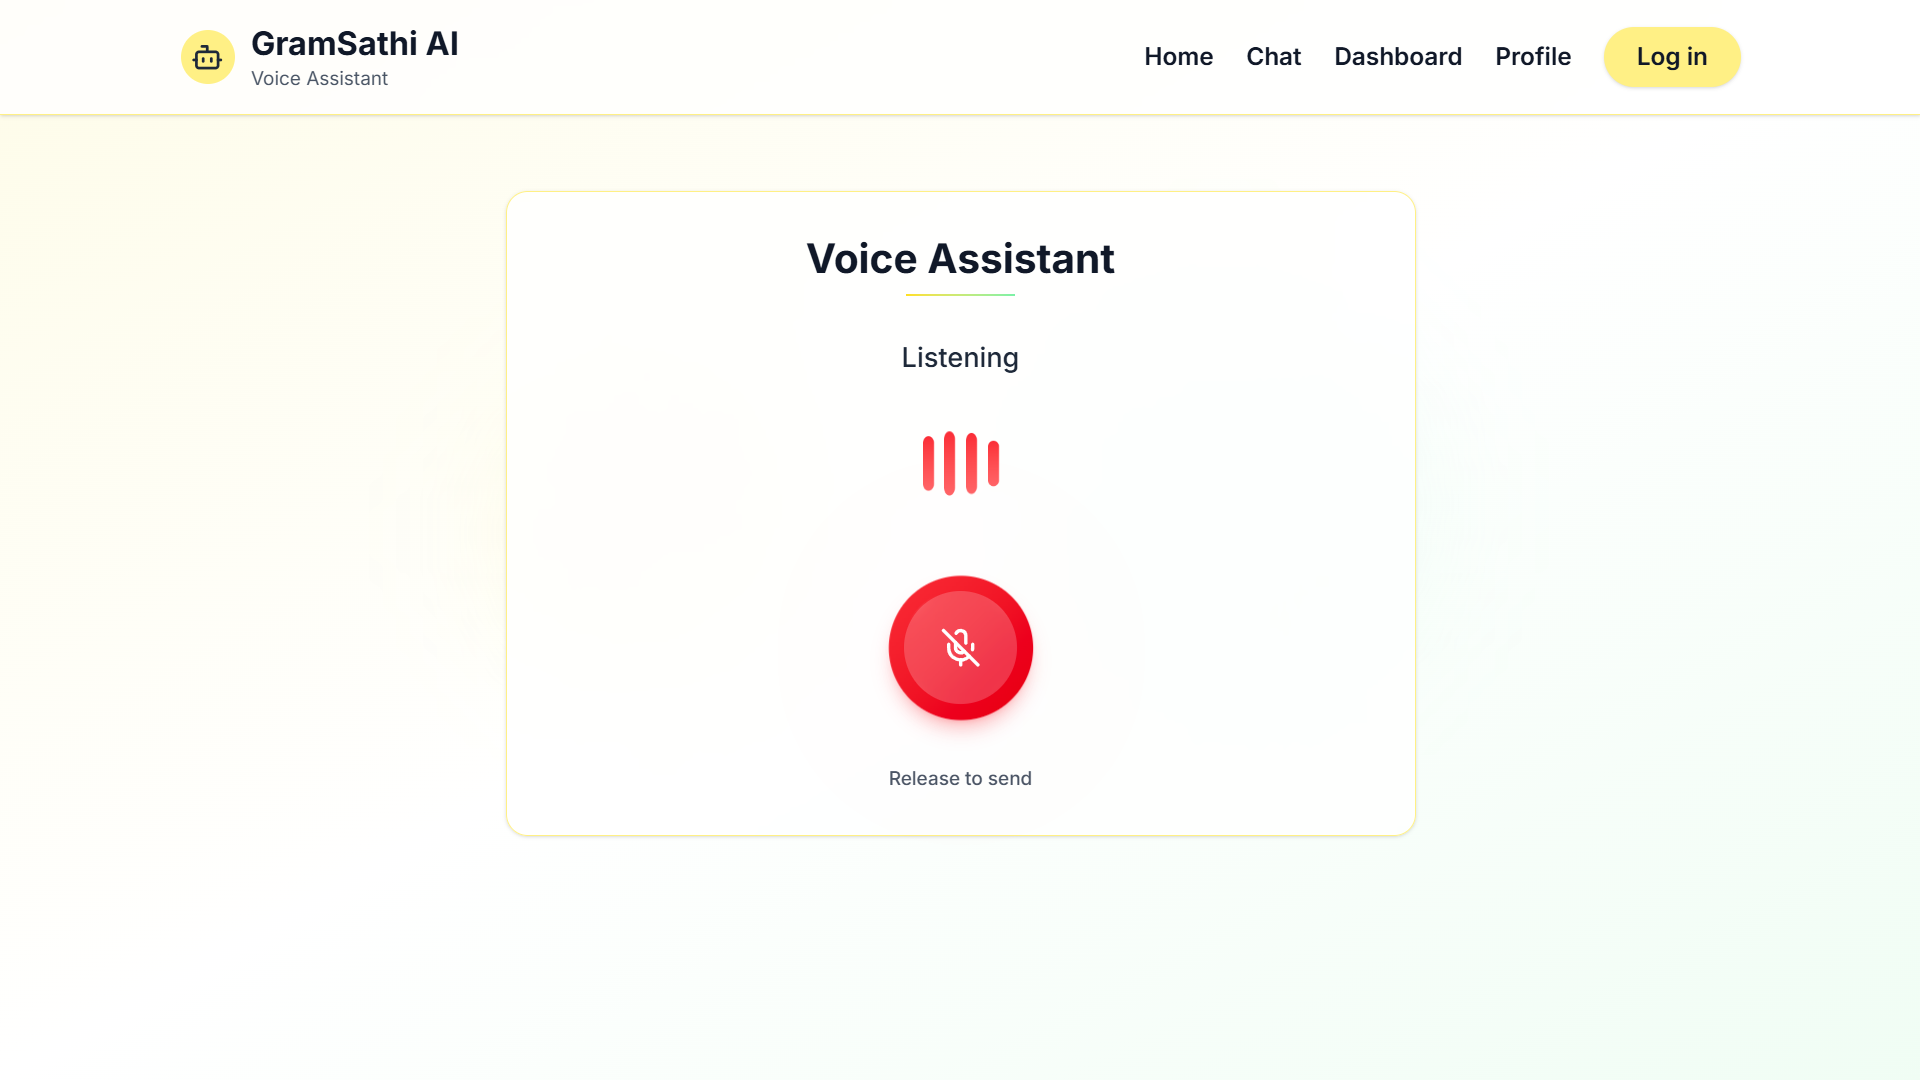 GramSathi AI
Voice Assistant
Home Chat Dashboard Profile Log in
Voice Assistant
Listening
Release to send